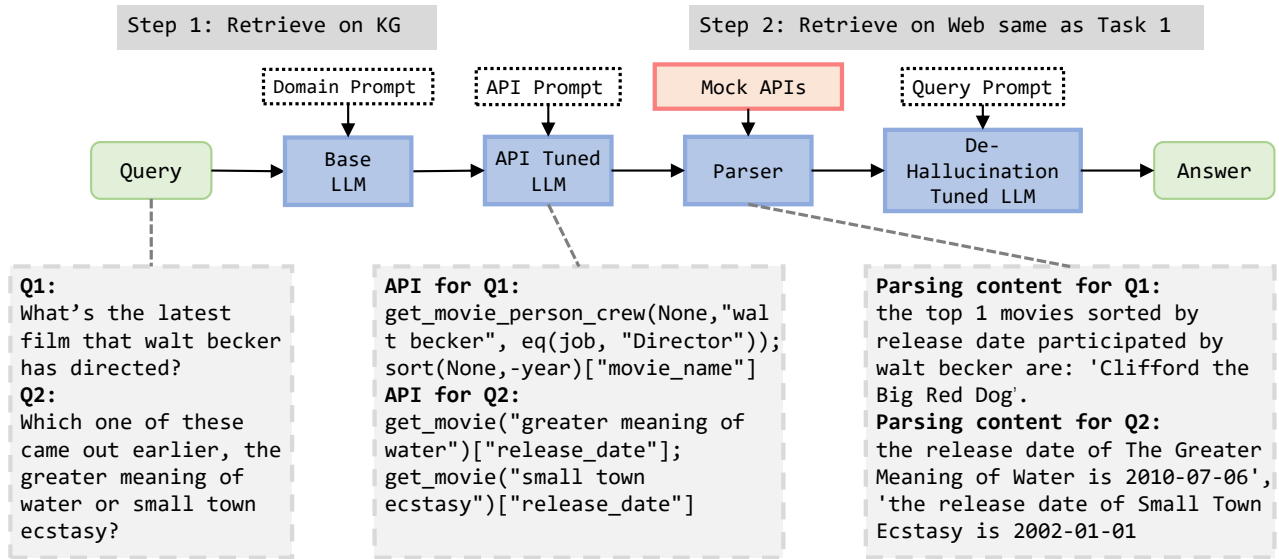 Step 1: Retrieve on KG
Step 2: Retrieve on Web same as Task 1
Domain Prompt
API Prompt
Mock APIs
Query Prompt
Query
Base
LLM
API Tuned
LLM
Parser
De-
Hallucination
Tuned LLM
Answer
Q1:
What’s the latest
film that walt becker
has directed?
Q2:
Which one of these
came out earlier, the
greater meaning of
water or small town
ecstasy?
API for Q1:
get_movie_person_crew(None,"wal
t becker", eq(job, "Director"));
sort(None,-year)["movie_name"]
API for Q2:
get_movie("greater meaning of
water")["release_date"];
get_movie("small town
ecstasy")["release_date"]
Parsing content for Q1:
the top 1 movies sorted by
release date participated by
walt becker are: 'Clifford the
Big Red Dog’.
Parsing content for Q2:
the release date of The Greater
Meaning of Water is 2010-07-06',
'the release date of Small Town
Ecstasy is 2002-01-01